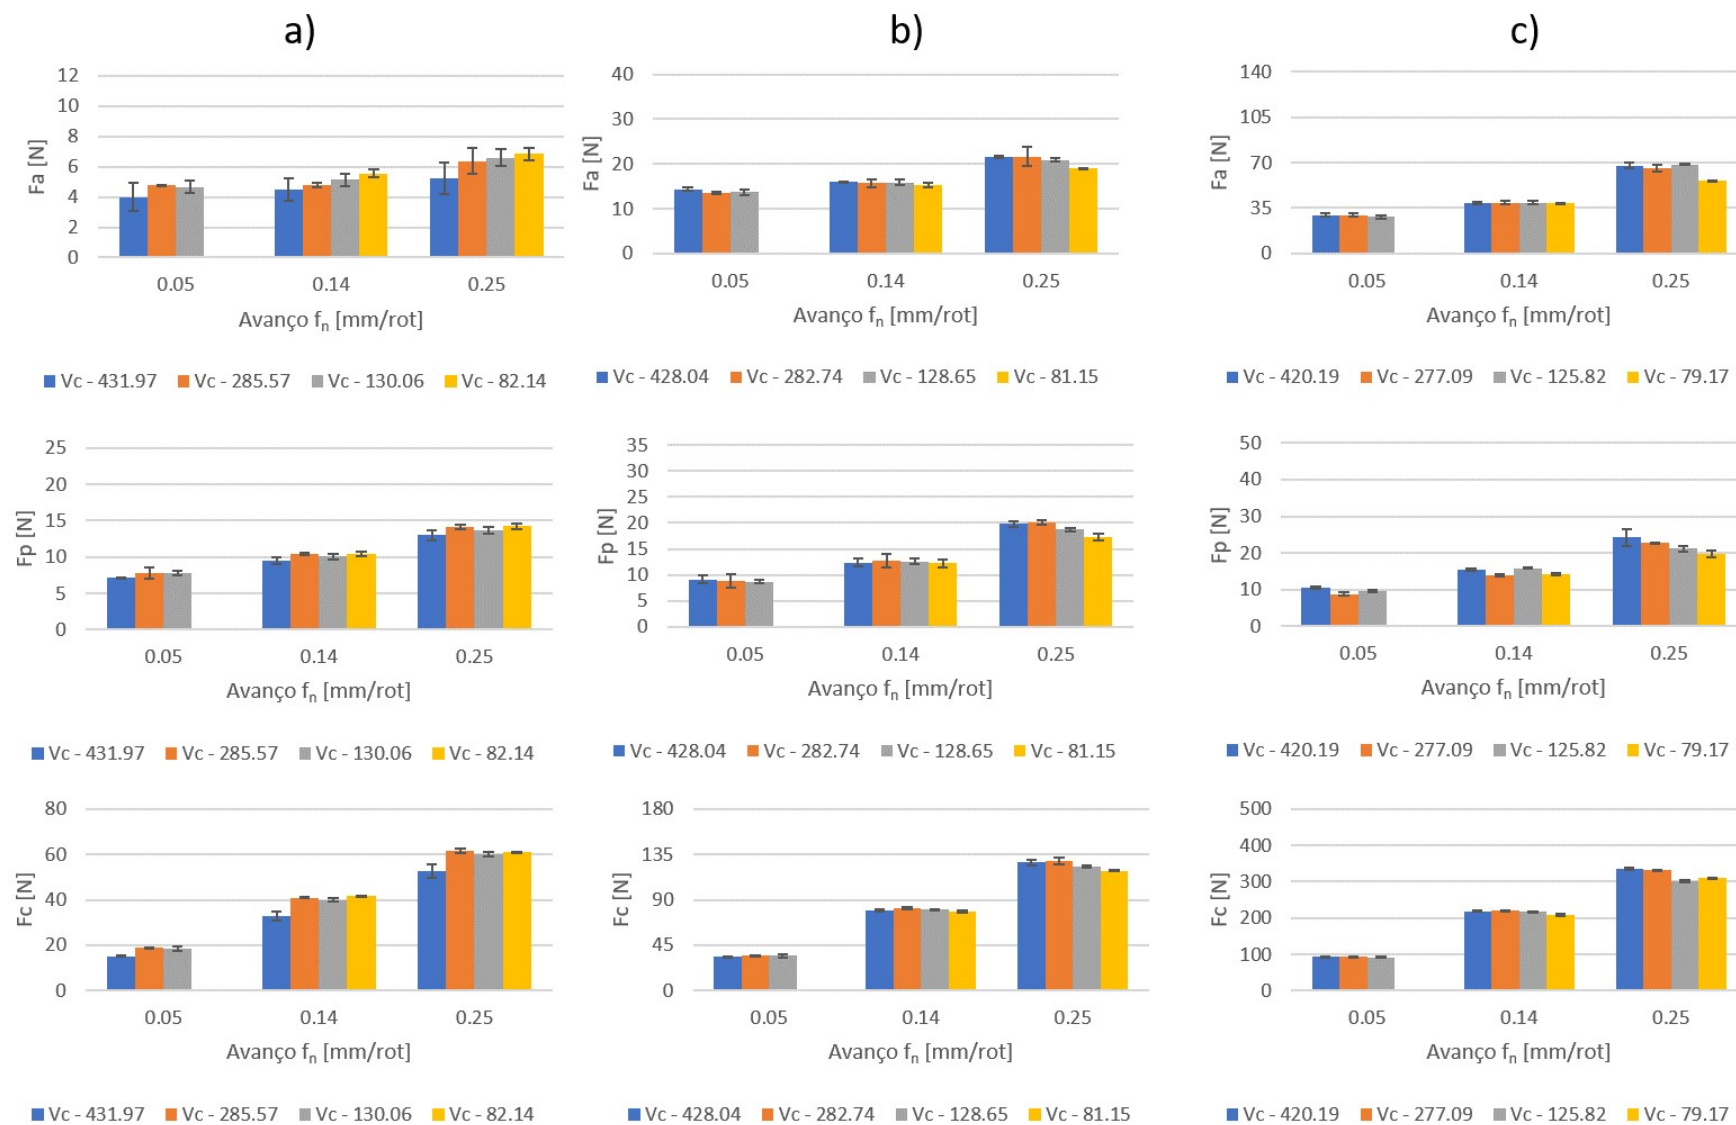 a)
b)
c)
12
10
8
6
4
2
0
Fa [N]
0.05 0.14 0.25
Avanço fn [mm/rot]
Vc - 431.97 Vc - 285.57 Vc - 130.06 Vc - 82.14
40
30
20
10
0
Fa [N]
0.05 0.14 0.25
Avanço fn [mm/rot]
Vc - 428.04 Vc - 282.74 Vc - 128.65 Vc - 81.15
140
105
70
35
0
Fa [N]
0.05 0.14 0.25
Avanço fn [mm/rot]
Vc - 420.19 Vc - 277.09 Vc - 125.82 Vc - 79.17
25
20
15
10
5
0
Fp [N]
0.05 0.14 0.25
Avanço fn [mm/rot]
Vc - 431.97 Vc - 285.57 Vc - 130.06 Vc - 82.14
35
30
25
20
15
10
5
0
Fp [N]
0.05 0.14 0.25
Avanço fn [mm/rot]
Vc - 428.04 Vc - 282.74 Vc - 128.65 Vc - 81.15
50
40
30
20
10
0
Fp [N]
0.05 0.14 0.25
Avanço fn [mm/rot]
Vc - 420.19 Vc - 277.09 Vc - 125.82 Vc - 79.17
80
60
40
20
0
Fc [N]
0.05 0.14 0.25
Avanço fn [mm/rot]
Vc - 431.97 Vc - 285.57 Vc - 130.06 Vc - 82.14
180
135
90
45
0
Fc [N]
0.05 0.14 0.25
Avanço fn [mm/rot]
Vc - 428.04 Vc - 282.74 Vc - 128.65 Vc - 81.15
500
400
300
200
100
0
Fc [N]
0.05 0.14 0.25
Avanço fn [mm/rot]
Vc - 420.19 Vc - 277.09 Vc - 125.82 Vc - 79.17